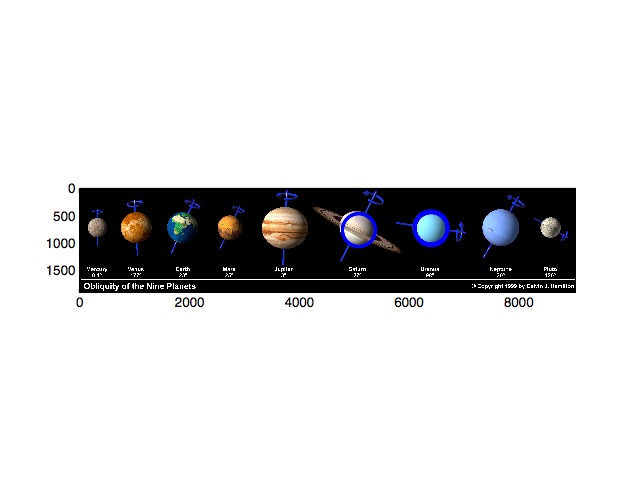 0
500
1000
1500
Mercury Venus Earth Mars Jupiter Saturn Uranus Neptune Pluto
0.1° 177° 23° 25° 3° 27° 98° 30° 120°
Obliquity of the Nine Planets © Copyright 1999 by Calvin J. Hamilton
0 2000 4000 6000 8000